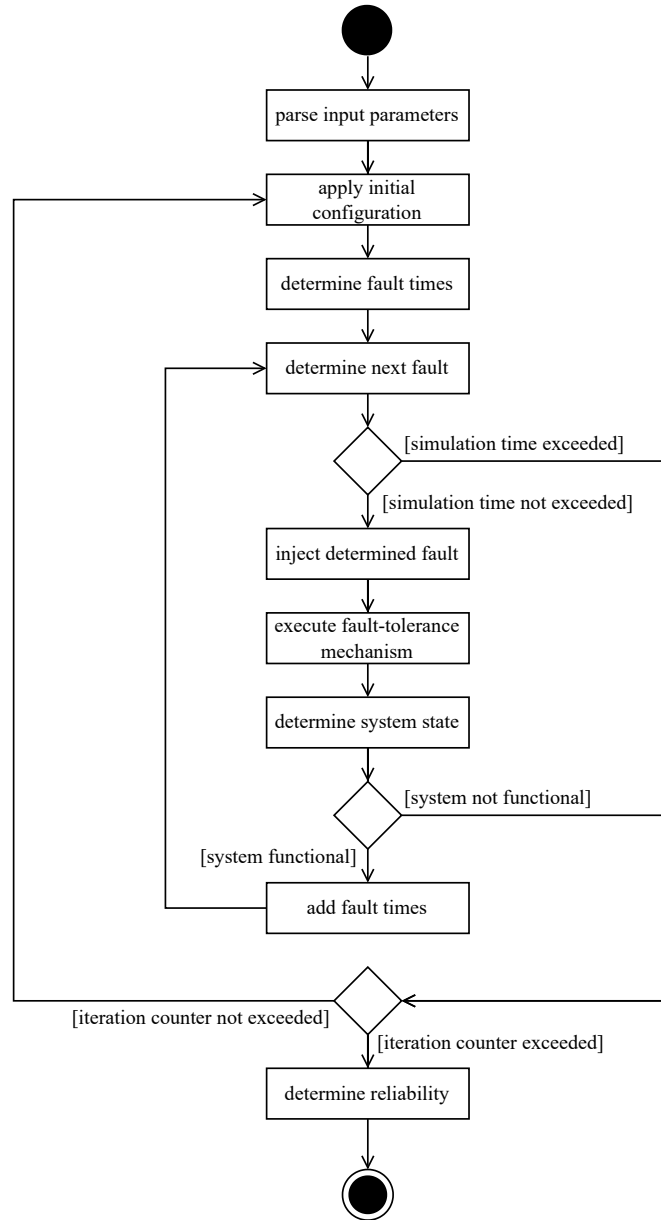 parse input parameters
apply initial
configuration
determine fault times
determine next fault
[simulation time exceeded]
[simulation time not exceeded]
inject determined fault
execute fault-tolerance
mechanism
determine system state
[system not functional]
[system functional]
add fault times
[iteration counter not exceeded]
[iteration counter exceeded]
determine reliability